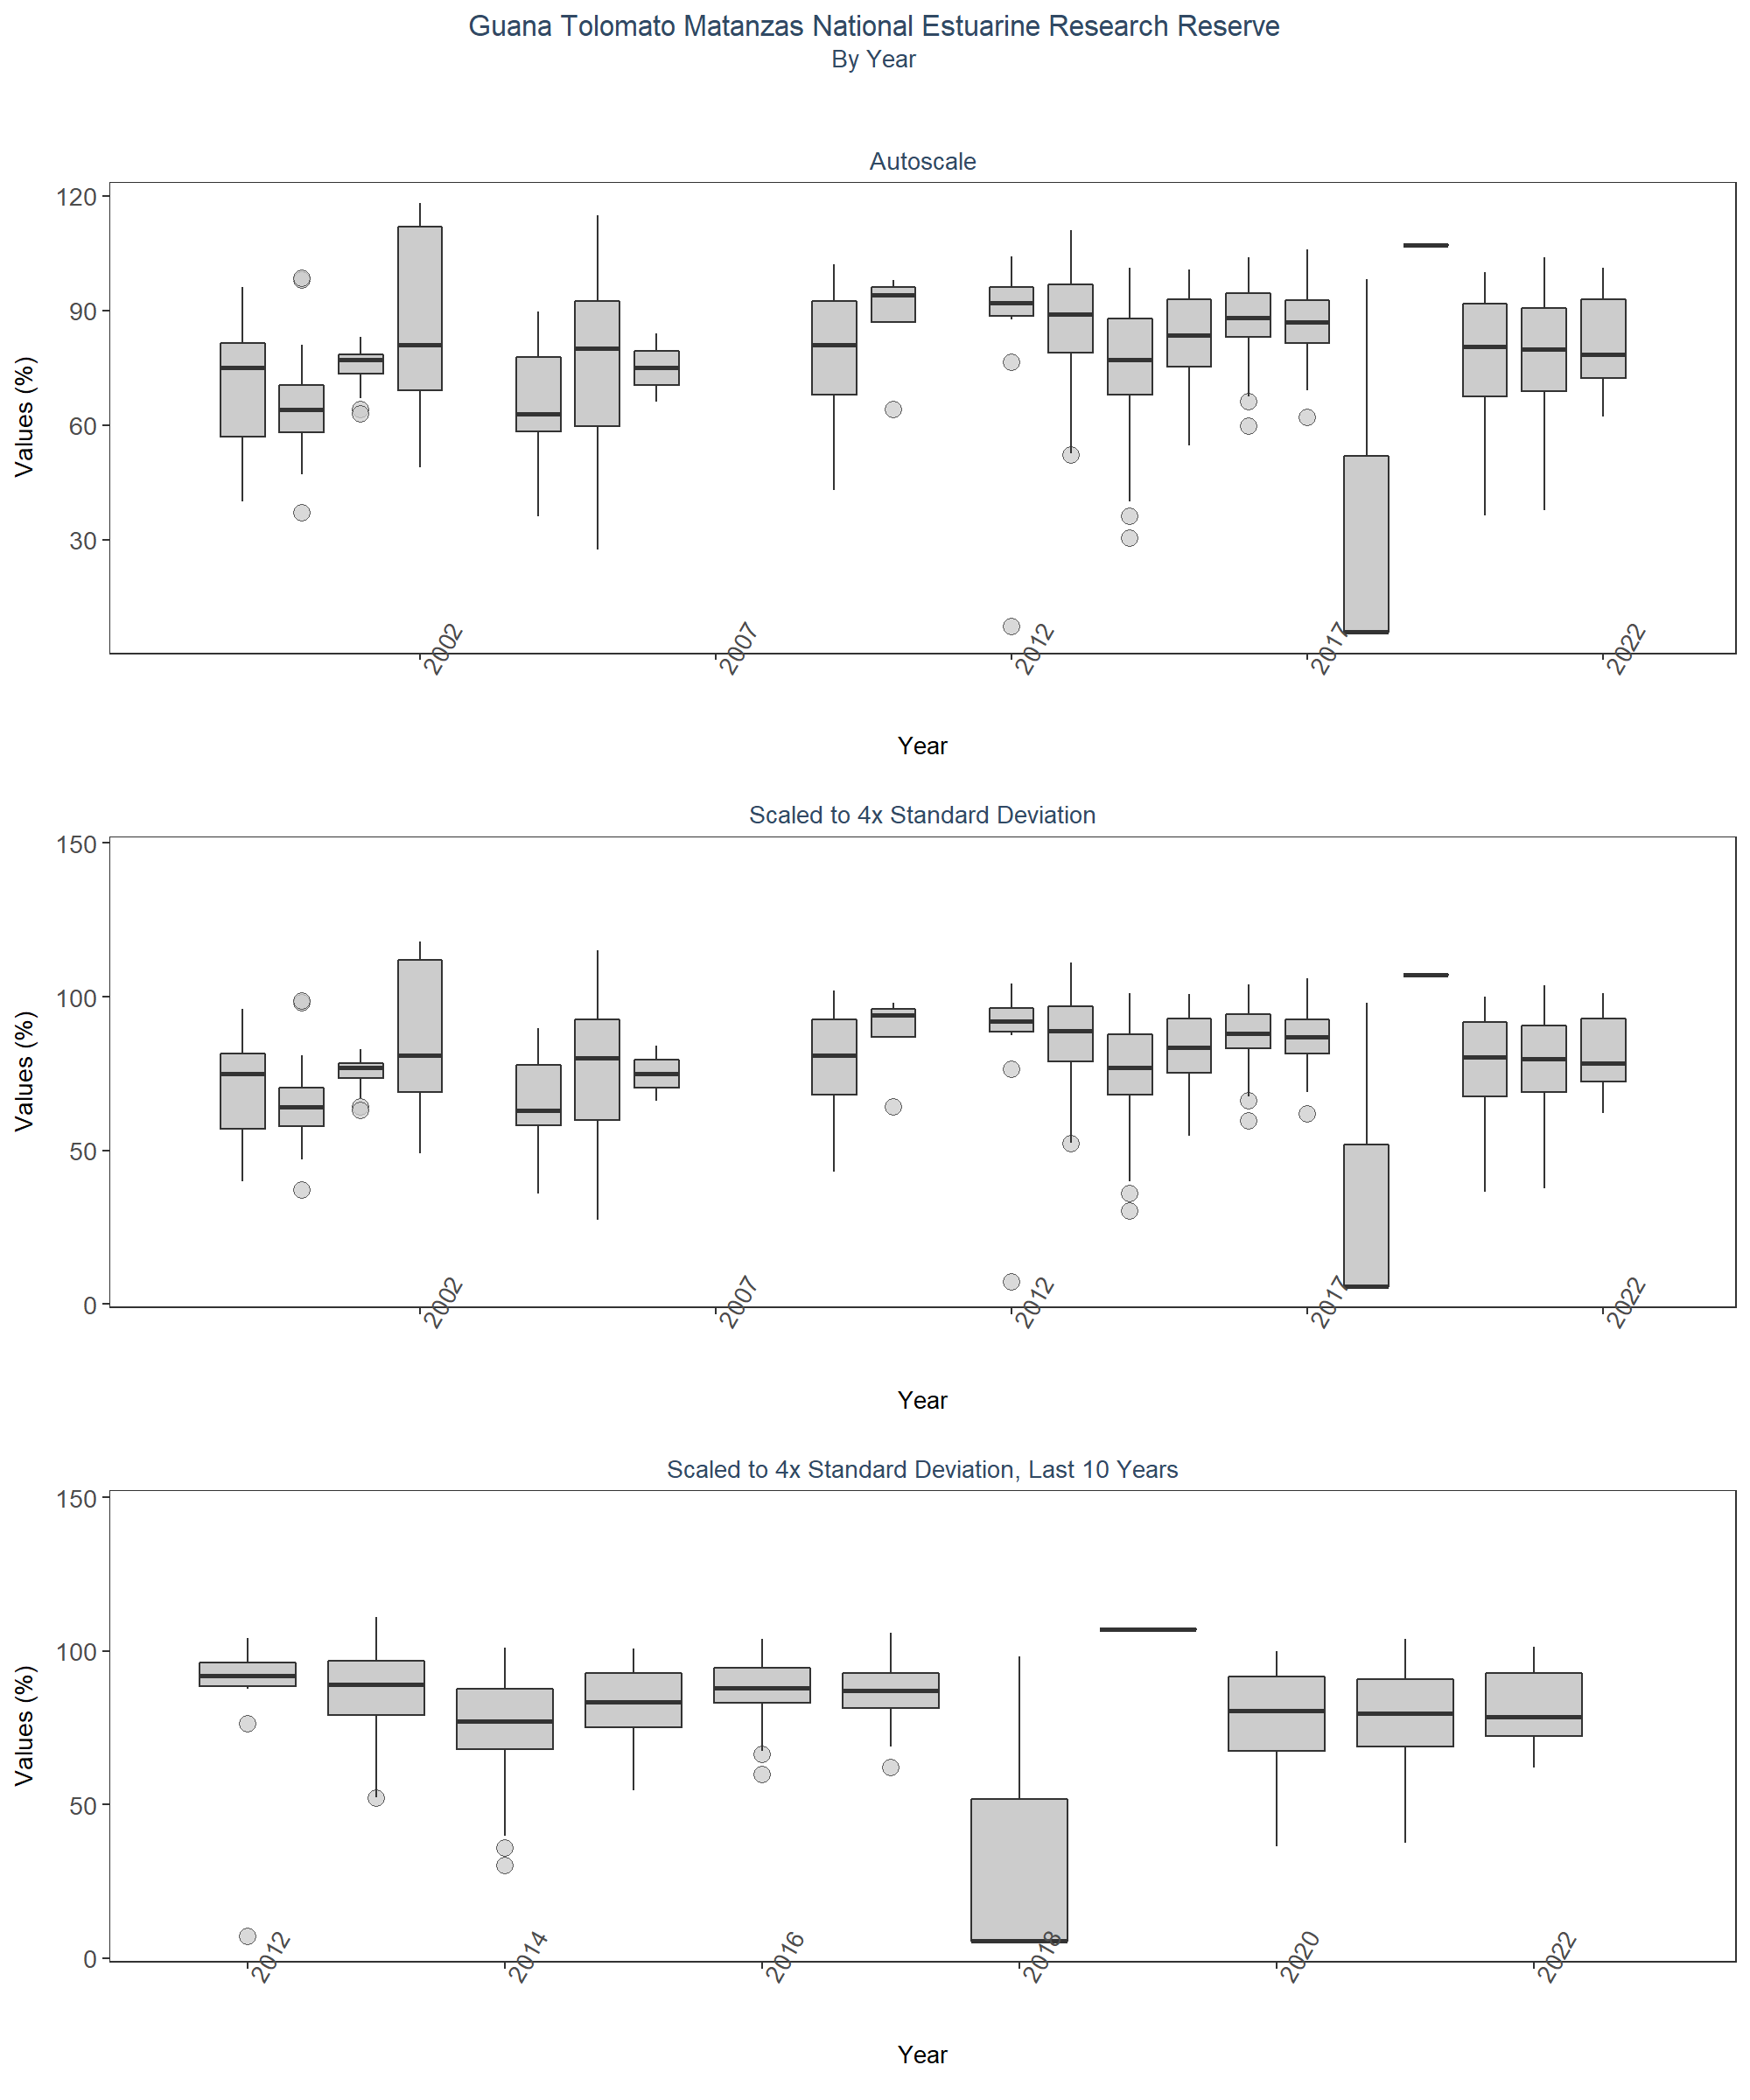 Guana Tolomato Matanzas National Estuarine Research Reserve
By Year
Autoscale
Values (%)
120
90
60
30
2002
2007
2012
2017
2022
Year
Scaled to 4x Standard Deviation
Values (%)
150
100
50
0
2002
2007
2012
2017
2022
Year
Scaled to 4x Standard Deviation, Last 10 Years
Values (%)
150
100
50
0
2012
2014
2016
2018
2020
2022
Year